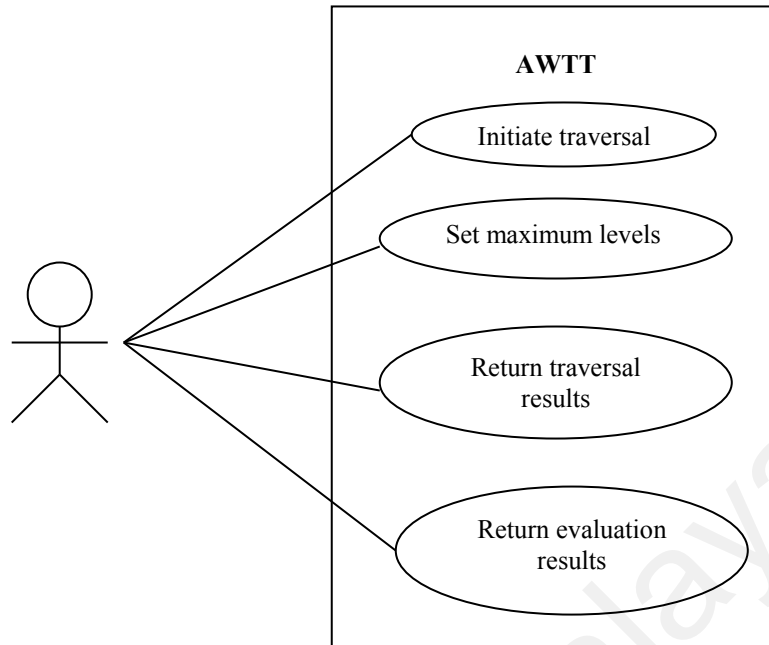 AWTT
Initiate traversal
Set maximum levels
Return traversal
results
Return evaluation
results